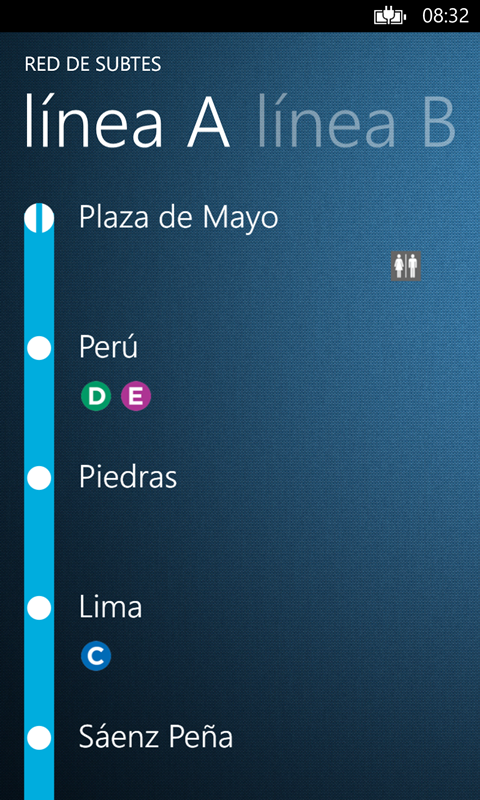 08:32
RED DE SUBTES
línea A línea B
Plaza de Mayo
Perú
D E
Piedras
Lima
C
Sáenz Peña